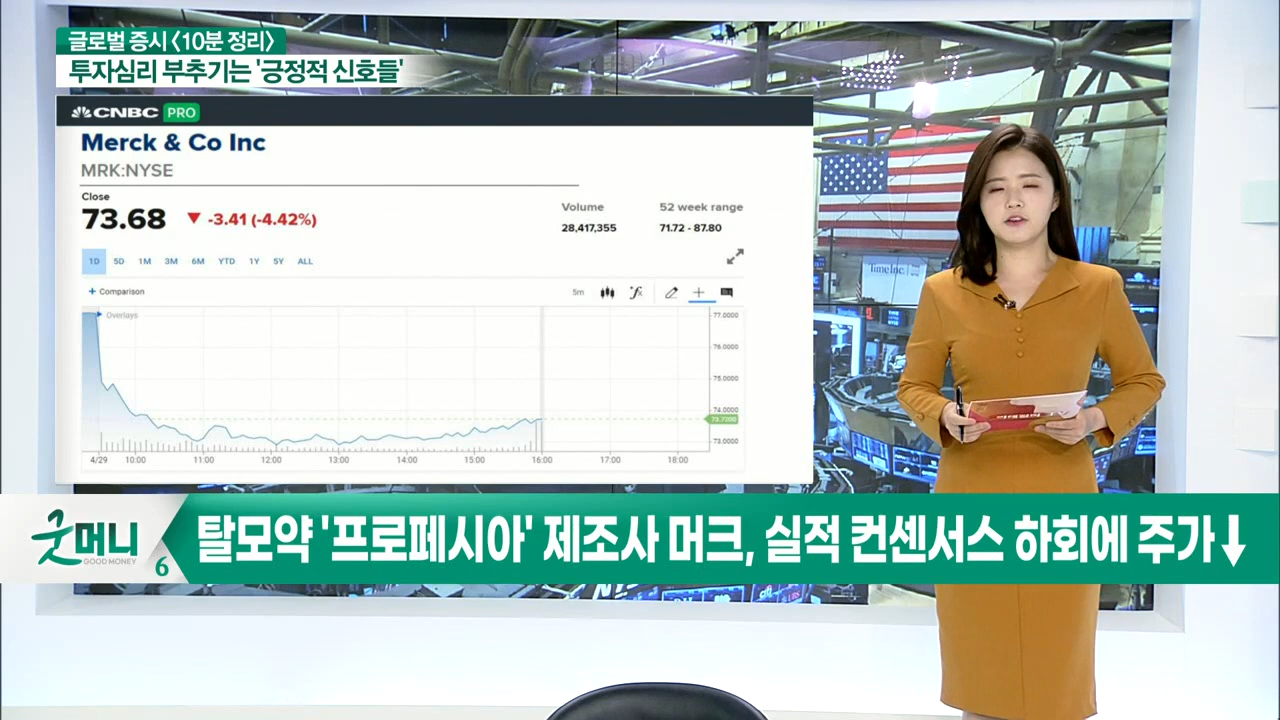 글로벌 증시 <10분 정리>
투자심리 부추기는 '긍정적 신호들'
CNBC PRO
Merck & Co Inc
MRK:NYSE
Close
73.68 ▼ -3.41 (-4.42%)
Volume 52 week range
28,417,355 71.72 - 87.80
1D 5D 1M 3M 6M YTD 1Y 5Y ALL
+ Comparison 5m
Overlays
77.0000
76.0000
75.0000
74.0000
73.7200
73.0000
4/29 10:00 11:00 12:00 13:00 14:00 15:00 16:00 17:00 18:00
TimeInc.
굿머니
GOOD MONEY
6
탈모약 '프로페시아' 제조사 머크, 실적 컨센서스 하회에 주가↓